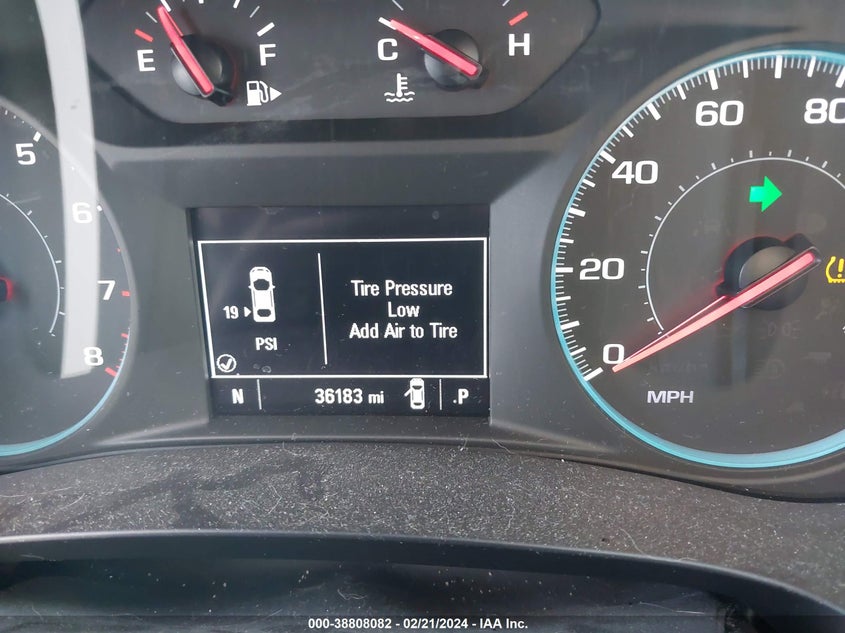 E F
C H
5
6
7
8
20
40
60
80
0
MPH
19
PSI
Tire Pressure
Low
Add Air to Tire
N 36183 mi P
000-38808082 - 02/21/2024 - IAA Inc.